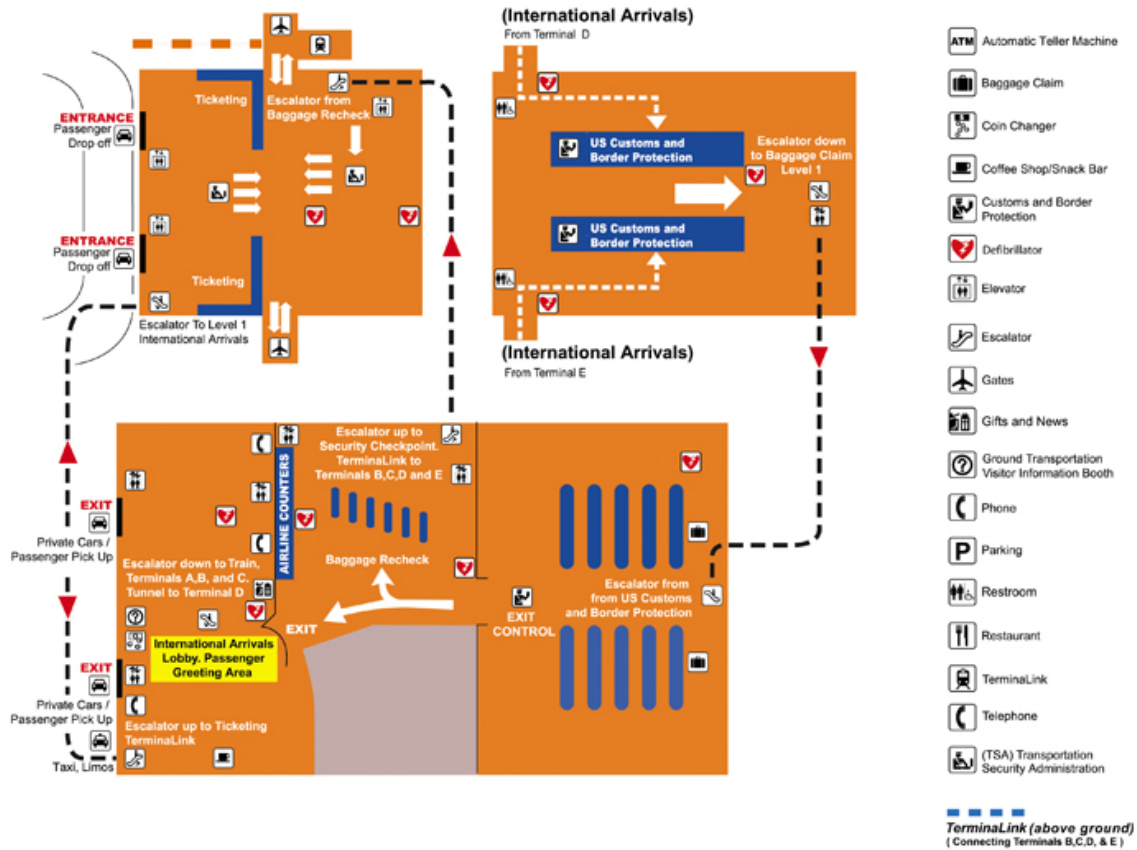 (International Arrivals)
From Terminal D
Ticketing
Escalator from
Baggage Recheck
ENTRANCE
Passenger
Drop off
ENTRANCE
Passenger
Drop off
Ticketing
Escalator To Level 1
International Arrivals
US Customs and
Border Protection
Escalator down
to Baggage Claim
Level 1
US Customs and
Border Protection
(International Arrivals)
From Terminal E
Escalator up to
Security Checkpoint.
TerminaLink to
Terminals B,C,D and E
AIRLINE COUNTERS
EXIT
Private Cars /
Passenger Pick Up
Baggage Recheck
Escalator down to Train,
Terminals A,B, and C.
Tunnel to Terminal D
EXIT
EXIT
CONTROL
Escalator from
from US Customs
and Border Protection
International Arrivals
Lobby. Passenger
Greeting Area
EXIT
Private Cars /
Passenger Pick Up
Escalator up to Ticketing
TerminaLink
Taxi, Limos
ATM Automatic Teller Machine
Baggage Claim
Coin Changer
Coffee Shop/Snack Bar
Customs and Border
Protection
Defibrillator
Elevator
Escalator
Gates
Gifts and News
? Ground Transportation
Visitor Information Booth
Phone
P Parking
Restroom
Restaurant
TerminaLink
Telephone
(TSA) Transportation
Security Administration
TerminaLink (above ground)
( Connecting Terminals B,C,D, & E )